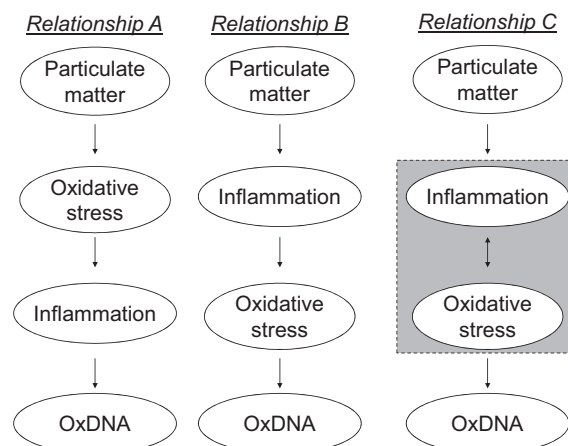 Relationship A
Particulate
matter
Oxidative
stress
Inflammation
OxDNA
Relationship B
Particulate
matter
Inflammation
Oxidative
stress
OxDNA
Relationship C
Particulate
matter
Inflammation
Oxidative
stress
OxDNA